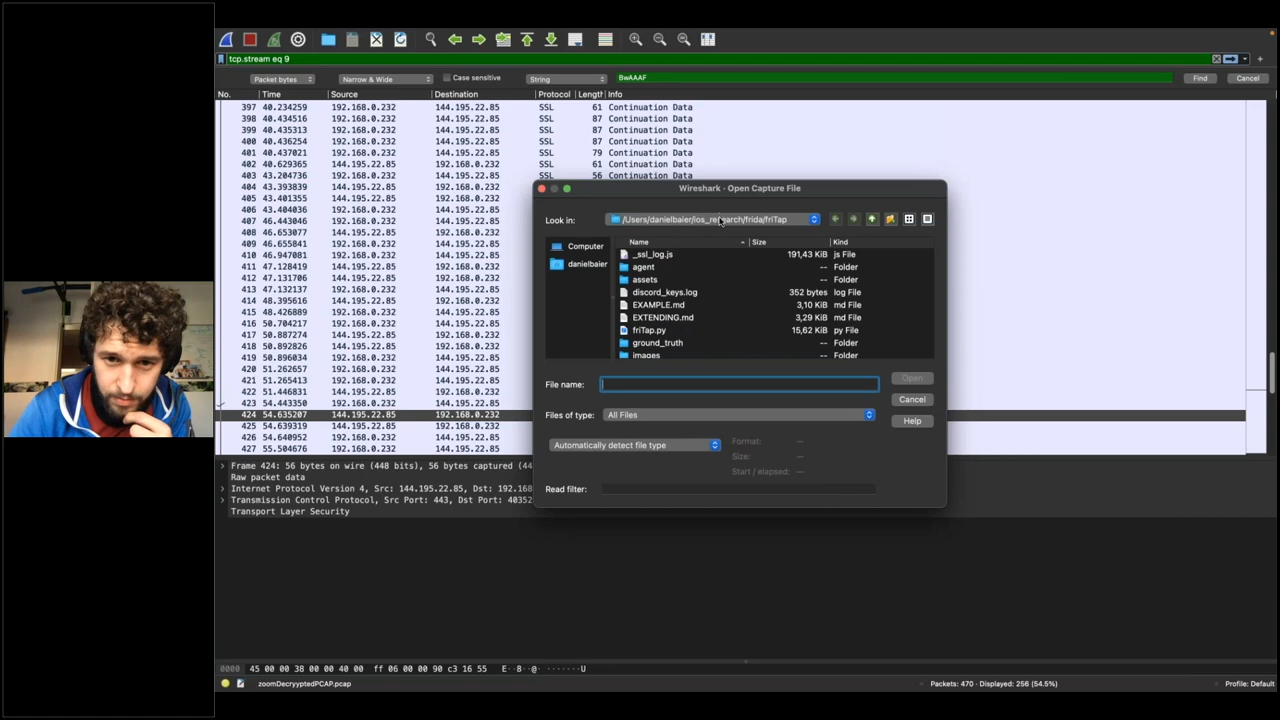 tcp.stream eq 9
Packet bytes Narrow & Wide Case sensitive String BwAAAF Find Cancel
No. Time Source Destination Protocol Length Info
397 40.234259 192.168.0.232 144.195.22.85 SSL 61 Continuation Data
398 40.434516 192.168.0.232 144.195.22.85 SSL 87 Continuation Data
399 40.435313 192.168.0.232 144.195.22.85 SSL 87 Continuation Data
400 40.436254 192.168.0.232 144.195.22.85 SSL 87 Continuation Data
401 40.437021 192.168.0.232 144.195.22.85 SSL 79 Continuation Data
402 40.629365 192.168.0.232 144.195.22.85 SSL 61 Continuation Data
403 43.204736 192.168.0.232 144.195.22.85 SSL 56 Continuation Data
404 43.393839 192.168.0.232 144.195.22.85
405 43.401355 192.168.0.232 144.195.22.85
406 43.404036 192.168.0.232 144.195.22.85
407 46.443046 192.168.0.232 144.195.22.85
408 46.653077 192.168.0.232 144.195.22.85
409 46.655841 192.168.0.232 144.195.22.85
410 46.947081 192.168.0.232 144.195.22.85
411 47.128419 192.168.0.232 144.195.22.85
412 47.131706 192.168.0.232 144.195.22.85
413 47.132137 192.168.0.232 144.195.22.85
414 48.395616 192.168.0.232 144.195.22.85
415 48.426889 192.168.0.232 144.195.22.85
416 50.704217 192.168.0.232 144.195.22.85
417 50.887274 192.168.0.232 144.195.22.85
418 50.892826 192.168.0.232 144.195.22.85
419 50.896034 192.168.0.232 144.195.22.85
420 51.262657 192.168.0.232 144.195.22.85
421 51.265413 192.168.0.232 144.195.22.85
422 51.446831 192.168.0.232 144.195.22.85
423 54.443350 192.168.0.232 144.195.22.85
424 54.635207 144.195.22.85 192.168.0.232
425 54.639319 144.195.22.85 192.168.0.232
426 54.640952 144.195.22.85 192.168.0.232
427 55.504676 144.195.22.85 192.168.0.232
Wireshark · Open Capture File
Look in: /Users/danielbaier/ios_research/frida/friTap
Computer
danielbaier
Name Size Kind
_ssl_log.js 191,43 KiB js File
agent -- Folder
assets -- Folder
discord_keys.log 352 bytes log File
EXAMPLE.md 3,10 KiB md File
EXTENDING.md 3,29 KiB md File
friTap.py 15,62 KiB py File
ground_truth -- Folder
images -- Folder
File name: Open
Cancel
Files of type: All Files
Help
Automatically detect file type
Format: --
Size: --
Start / elapsed: --
Read filter:
Frame 424: 56 bytes on wire (448 bits), 56 bytes captured (44
Raw packet data
Internet Protocol Version 4, Src: 144.195.22.85, Dst: 192.168
Transmission Control Protocol, Src Port: 443, Dst Port: 40352
Transport Layer Security
0000 45 00 00 38 00 00 40 00 ff 06 00 00 90 c3 16 55 E··8··@· ·······U
zoomDecryyptedPCAP.pcap
Packets: 470 · Displayed: 256 (54.5%)
Profile: Default